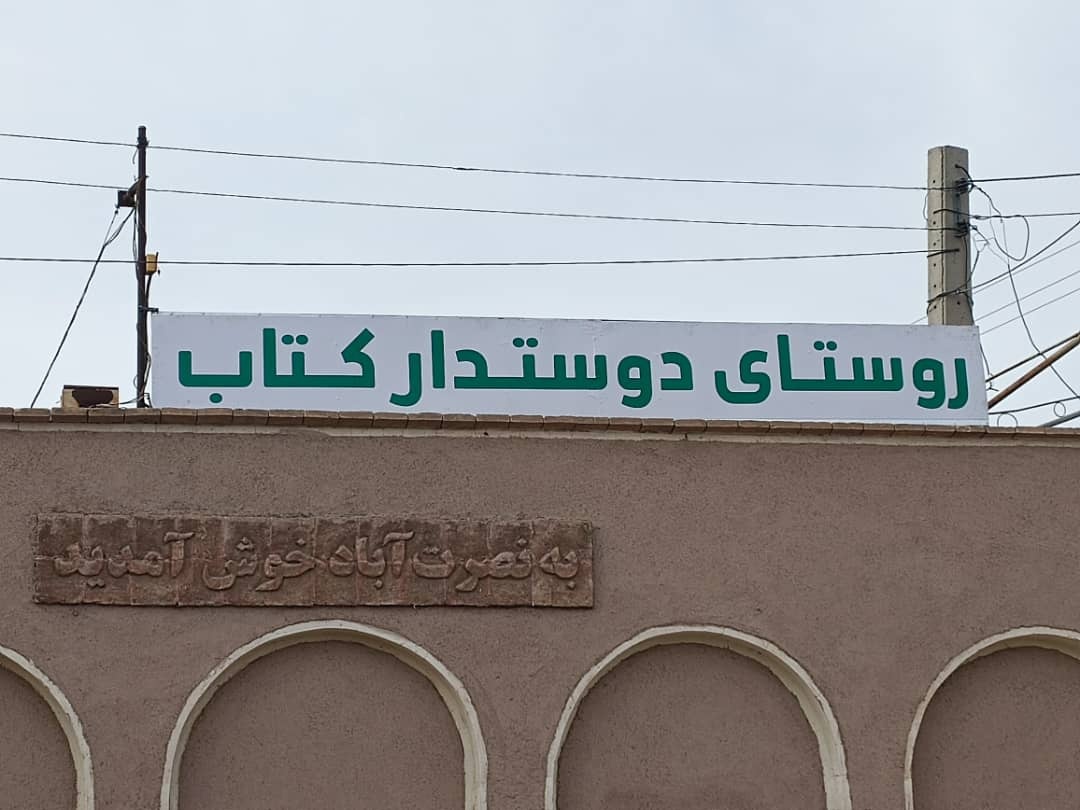 روستای دوستدار کتاب
به نصرت آباد خوش آمدید